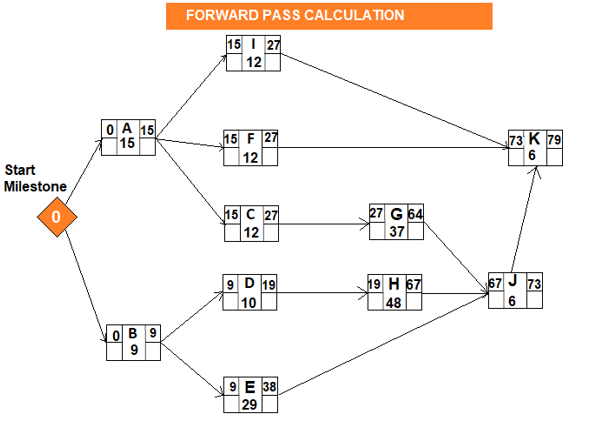 FORWARD PASS CALCULATION
15 I 27
12
0 A 15
15
15 F 27
12
73 K 79
6
Start
Milestone
0
15 C 27
12
27 G 64
37
9 D 19
10
19 H 67
48
67 J 73
6
0 B 9
9
9 E 38
29